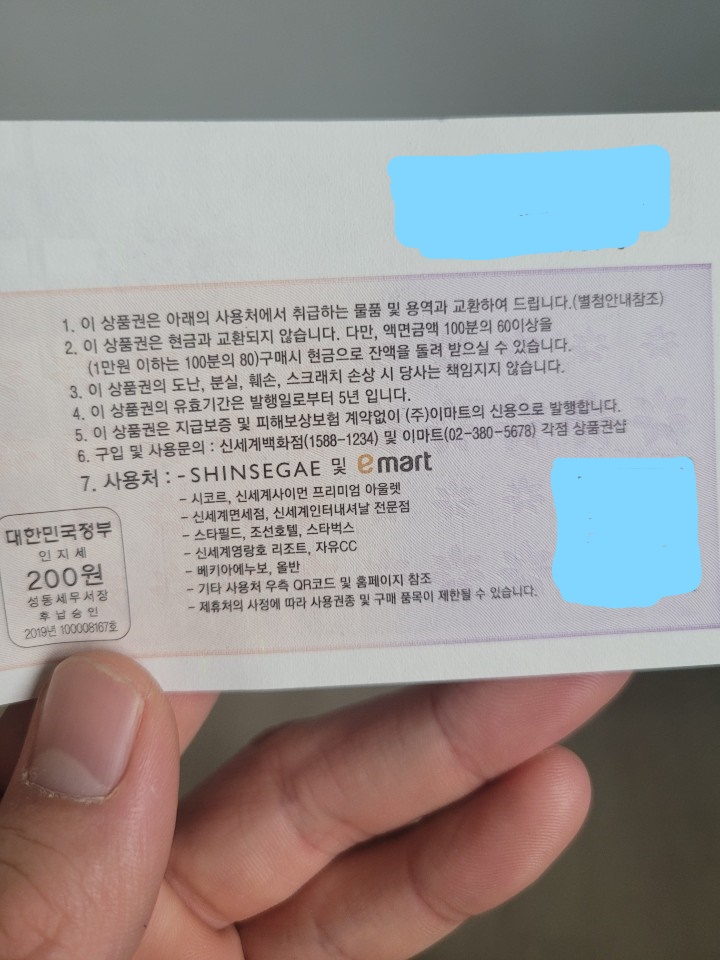 1. 이 상품권은 아래의 사용처에서 취급하는 물품 및 용역과 교환하여 드립니다.(별첨안내참조)
2. 이 상품권은 현금과 교환되지 않습니다. 다만, 액면금액 100분의 60이상을
(1만원 이하는 100분의 80)구매시 현금으로 잔액을 돌려 받으실 수 있습니다.
3. 이 상품권의 도난, 분실, 훼손, 스크래치 손상 시 당사는 책임지지 않습니다.
4. 이 상품권의 유효기간은 발행일로부터 5년 입니다.
5. 이 상품권은 지급보증 및 피해보상보험 계약없이 (주)이마트의 신용으로 발행합니다.
6. 구입 및 사용문의 : 신세계백화점(1588-1234) 및 이마트(02-380-5678) 각점 상품권샵
7. 사용처 : - SHINSEGAE 및 emart
- 시코르, 신세계사이먼 프리미엄 아울렛
- 신세계면세점, 신세계인터내셔날 전문점
- 스타필드, 조선호텔, 스타벅스
- 신세계영랑호 리조트, 자유CC
- 베키아에누보, 올반
- 기타 사용처 우측 QR코드 및 홈페이지 참조
- 제휴처의 사정에 따라 사용권종 및 구매 품목이 제한될 수 있습니다.
대한민국정부
인지세
200원
성동세무서장
후납승인
2019년 100008167호